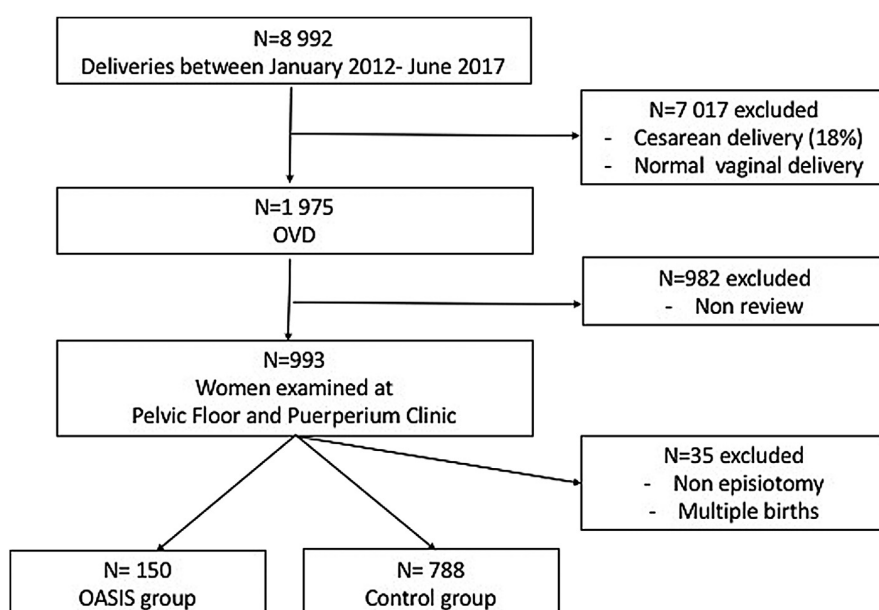 N=8 992
Deliveries between January 2012- June 2017
N=7 017 excluded
- Cesarean delivery (18%)
- Normal vaginal delivery
N=1 975
OVD
N=982 excluded
- Non review
N=993
Women examined at
Pelvic Floor and Puerperium Clinic
N=35 excluded
- Non episiotomy
- Multiple births
N= 150
OASIS group
N= 788
Control group